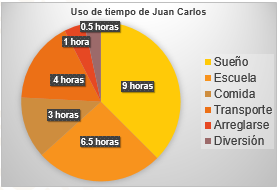 Uso de tiempo de Juan Carlos
0.5 horas
1 hora
4 horas
9 horas
3 horas
6.5 horas
Sueño
Escuela
Comida
Transporte
Arreglarse
Diversión